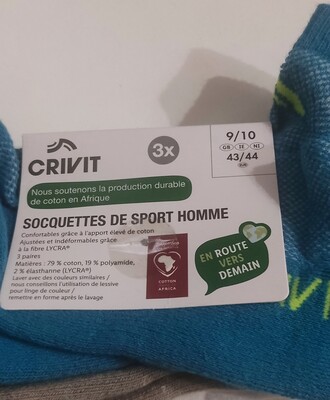 CRIVIT
3x
9/10
GB IE NI
43/44
Nous soutenons la production durable
de coton en Afrique
SOCQUETTES DE SPORT HOMME
Confortables grâce à l'apport élevé de coton
Ajustées et indéformables grâce
à la fibre LYCRA®
3 paires
Matières : 79 % coton, 19 % polyamide,
2 % élasthanne (LYCRA®)
Laver avec des couleurs similaires /
nous conseillons l'utilisation de lessive
pour linge de couleur /
remettre en forme après le lavage
COTTON
AFRICA
EN ROUTE
VERS
DEMAIN